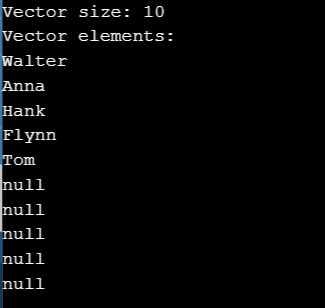 Vector size: 10
Vector elements:
Walter
Anna
Hank
Flynn
Tom
null
null
null
null
null